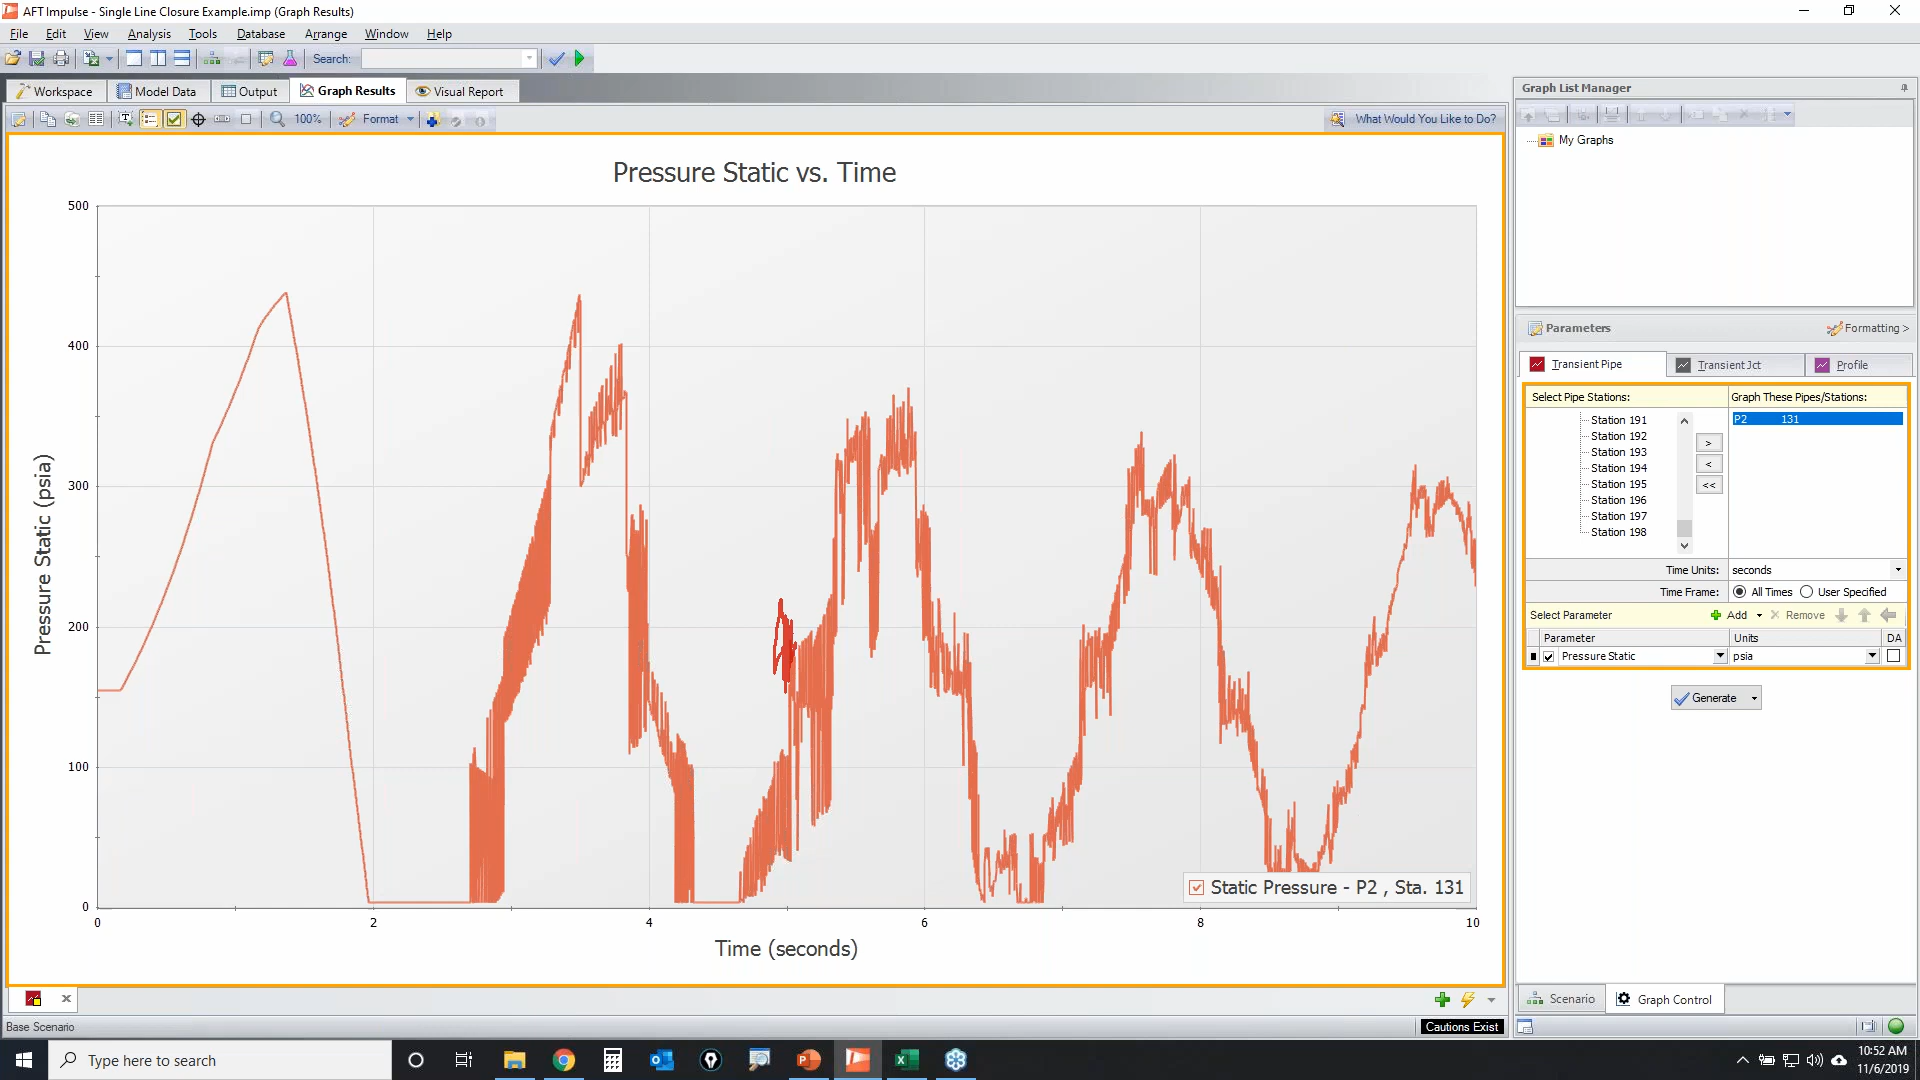 AFT Impulse - Single Line Closure Example.imp (Graph Results)
File Edit View Analysis Tools Database Arrange Window Help
Search:
Workspace Model Data Output Graph Results Visual Report
100% Format What Would You Like to Do?
Pressure Static vs. Time
500
400
300
200
100
0
Pressure Static (psia)
0 2 4 6 8 10
Time (seconds)
Static Pressure - P2 , Sta. 131
Base Scenario
Cautions Exist
Graph List Manager
My Graphs
Parameters Formatting >
Transient Pipe Transient Jct Profile
Select Pipe Stations: Graph These Pipes/Stations:
Station 191
Station 192
Station 193
Station 194
Station 195
Station 196
Station 197
Station 198
>
<
<<
P2 131
Time Units: seconds
Time Frame: All Times User Specified
Select Parameter Add Remove
Parameter Units DA
Pressure Static psia
Generate
Scenario Graph Control
Type here to search
10:52 AM
11/6/2019